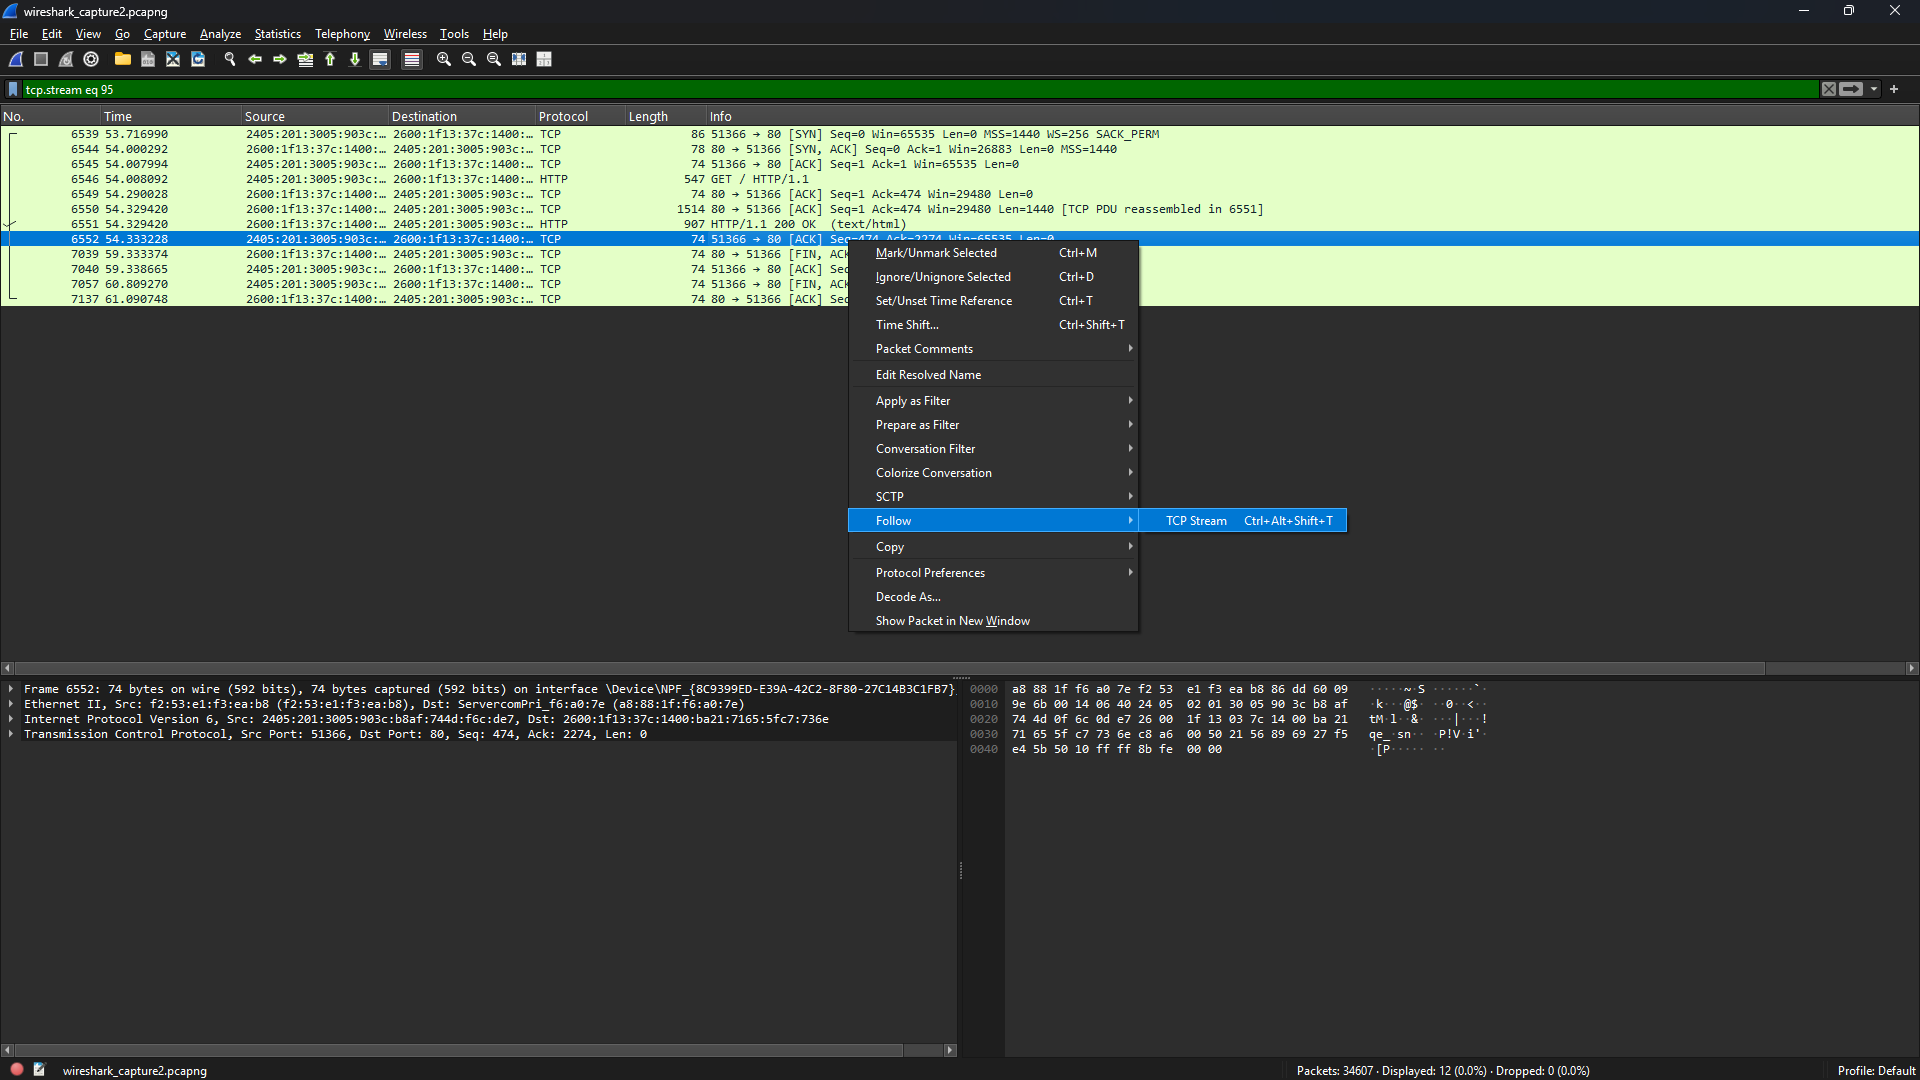 wireshark_capture2.pcapng
File Edit View Go Capture Analyze Statistics Telephony Wireless Tools Help
tcp.stream eq 95
No. Time Source Destination Protocol Length Info
6539 53.716990 2405:201:3005:903c:… 2600:1f13:37c:1400:… TCP 86 51366 → 80 [SYN] Seq=0 Win=65535 Len=0 MSS=1440 WS=256 SACK_PERM
6544 54.000292 2600:1f13:37c:1400:… 2405:201:3005:903c:… TCP 78 80 → 51366 [SYN, ACK] Seq=0 Ack=1 Win=26883 Len=0 MSS=1440
6545 54.007994 2405:201:3005:903c:… 2600:1f13:37c:1400:… TCP 74 51366 → 80 [ACK] Seq=1 Ack=1 Win=65535 Len=0
6546 54.008092 2405:201:3005:903c:… 2600:1f13:37c:1400:… HTTP 547 GET / HTTP/1.1
6549 54.290028 2600:1f13:37c:1400:… 2405:201:3005:903c:… TCP 74 80 → 51366 [ACK] Seq=1 Ack=474 Win=29480 Len=0
6550 54.329420 2600:1f13:37c:1400:… 2405:201:3005:903c:… TCP 1514 80 → 51366 [ACK] Seq=1 Ack=474 Win=29480 Len=1440 [TCP PDU reassembled in 6551]
6551 54.329420 2600:1f13:37c:1400:… 2405:201:3005:903c:… HTTP 907 HTTP/1.1 200 OK (text/html)
6552 54.333228 2405:201:3005:903c:… 2600:1f13:37c:1400:… TCP 74 51366 → 80 [ACK] Seq=474 Ack=2274 Win=65535 Len=0
7039 59.333374 2600:1f13:37c:1400:… 2405:201:3005:903c:… TCP 74 80 → 51366 [FIN, ACK
7040 59.338665 2405:201:3005:903c:… 2600:1f13:37c:1400:… TCP 74 51366 → 80 [ACK] Seq
7057 60.809270 2405:201:3005:903c:… 2600:1f13:37c:1400:… TCP 74 51366 → 80 [FIN, ACK
7137 61.090748 2600:1f13:37c:1400:… 2405:201:3005:903c:… TCP 74 80 → 51366 [ACK] Seq
Mark/Unmark Selected Ctrl+M
Ignore/Unignore Selected Ctrl+D
Set/Unset Time Reference Ctrl+T
Time Shift... Ctrl+Shift+T
Packet Comments
Edit Resolved Name
Apply as Filter
Prepare as Filter
Conversation Filter
Colorize Conversation
SCTP
Follow
TCP Stream Ctrl+Alt+Shift+T
Copy
Protocol Preferences
Decode As...
Show Packet in New Window
Frame 6552: 74 bytes on wire (592 bits), 74 bytes captured (592 bits) on interface \Device\NPF_{8C9399ED-E39A-42C2-8F80-27C14B3C1FB7}
Ethernet II, Src: f2:53:e1:f3:ea:b8 (f2:53:e1:f3:ea:b8), Dst: ServercomPri_f6:a0:7e (a8:88:1f:f6:a0:7e)
Internet Protocol Version 6, Src: 2405:201:3005:903c:b8af:744d:f6c:de7, Dst: 2600:1f13:37c:1400:ba21:7165:5fc7:736e
Transmission Control Protocol, Src Port: 51366, Dst Port: 80, Seq: 474, Ack: 2274, Len: 0
0000 a8 88 1f f6 a0 7e f2 53 e1 f3 ea b8 86 dd 60 09 ·····~·S ······`·
0010 9e 6b 00 14 06 40 24 05 02 01 30 05 90 3c b8 af ·k···@$· ··0··<··
0020 74 4d 0f 6c 0d e7 26 00 1f 13 03 7c 14 00 ba 21 tM·l··&· ···|···!
0030 71 65 5f c7 73 6e c8 a6 00 50 21 56 89 69 27 f5 qe_·sn·· ·P!V·i'·
0040 e4 5b 50 10 ff ff 8b fe 00 00 ·[P····· ··
wireshark_capture2.pcapng
Packets: 34607 · Displayed: 12 (0.0%) · Dropped: 0 (0.0%)
Profile: Default